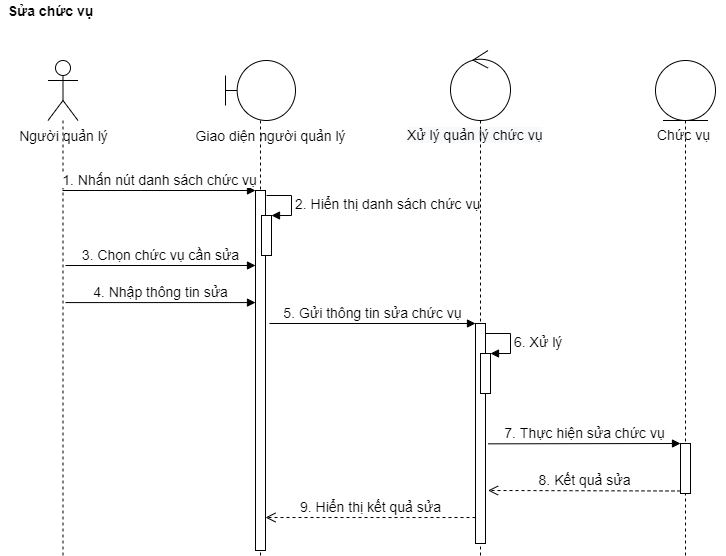 Sửa chức vụ
Người quản lý
Giao diện người quản lý
Xử lý quản lý chức vụ
Chức vụ
1. Nhấn nút danh sách chức vụ
2. Hiển thị danh sách chức vụ
3. Chọn chức vụ cần sửa
4. Nhập thông tin sửa
5. Gửi thông tin sửa chức vụ
6. Xử lý
7. Thực hiện sửa chức vụ
8. Kết quả sửa
9. Hiển thị kết quả sửa